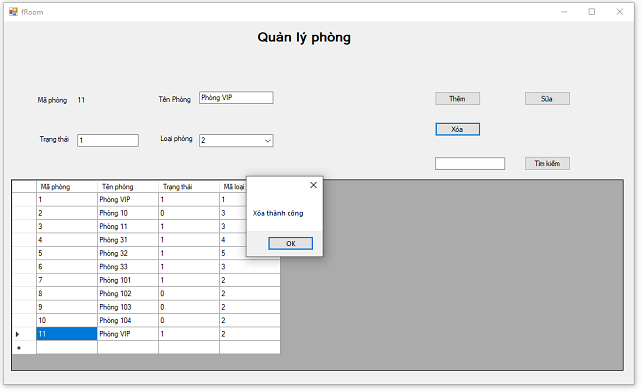 fRoom
Quản lý phòng
Mã phòng 11 Tên Phòng Phòng VIP Thêm Sửa
Xóa
Trạng thái 1 Loại phòng 2
Tìm kiếm
Mã phòng Tên phòng Trạng thái Mã loại
1 Phòng VIP 1 1
2 Phòng 10 0 3
3 Phòng 11 1 3
4 Phòng 31 1 4
5 Phòng 32 1 5
6 Phòng 33 1 3
7 Phòng 101 1 2
8 Phòng 102 0 2
9 Phòng 103 0 2
10 Phòng 104 0 2
11 Phòng VIP 1 2
Xóa thành công
OK